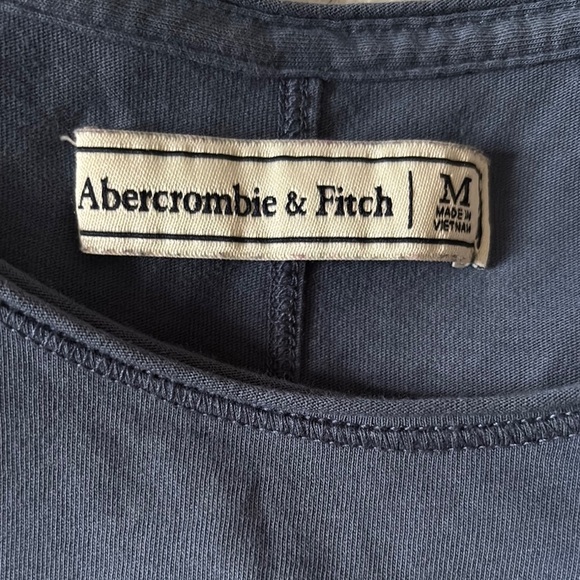 Abercrombie & Fitch | M
MADE IN
VIETNAM